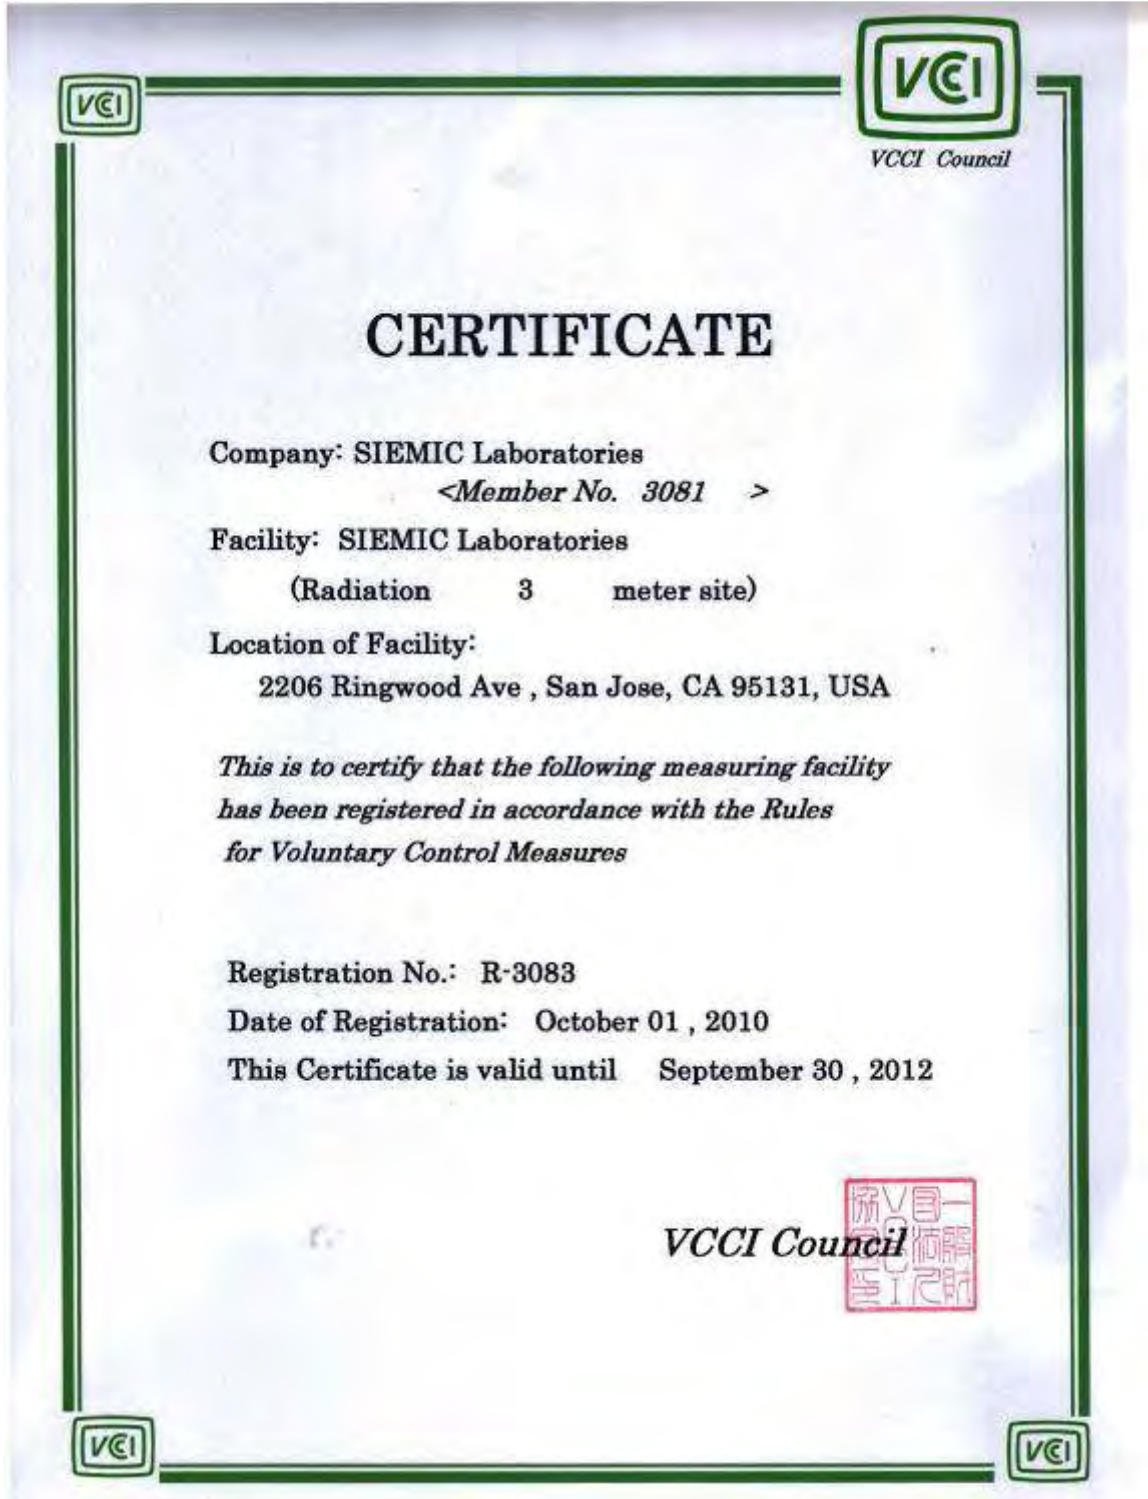 VCCI
VCCI
VCCI Council
CERTIFICATE
Company: SIEMIC Laboratories
<Member No. 3081 >
Facility: SIEMIC Laboratories
(Radiation 3 meter site)
Location of Facility:
2206 Ringwood Ave , San Jose, CA 95131, USA
This is to certify that the following measuring facility
has been registered in accordance with the Rules
for Voluntary Control Measures
Registration No.: R-3083
Date of Registration: October 01 , 2010
This Certificate is valid until September 30 , 2012
VCCI Council
VCCI
VCCI